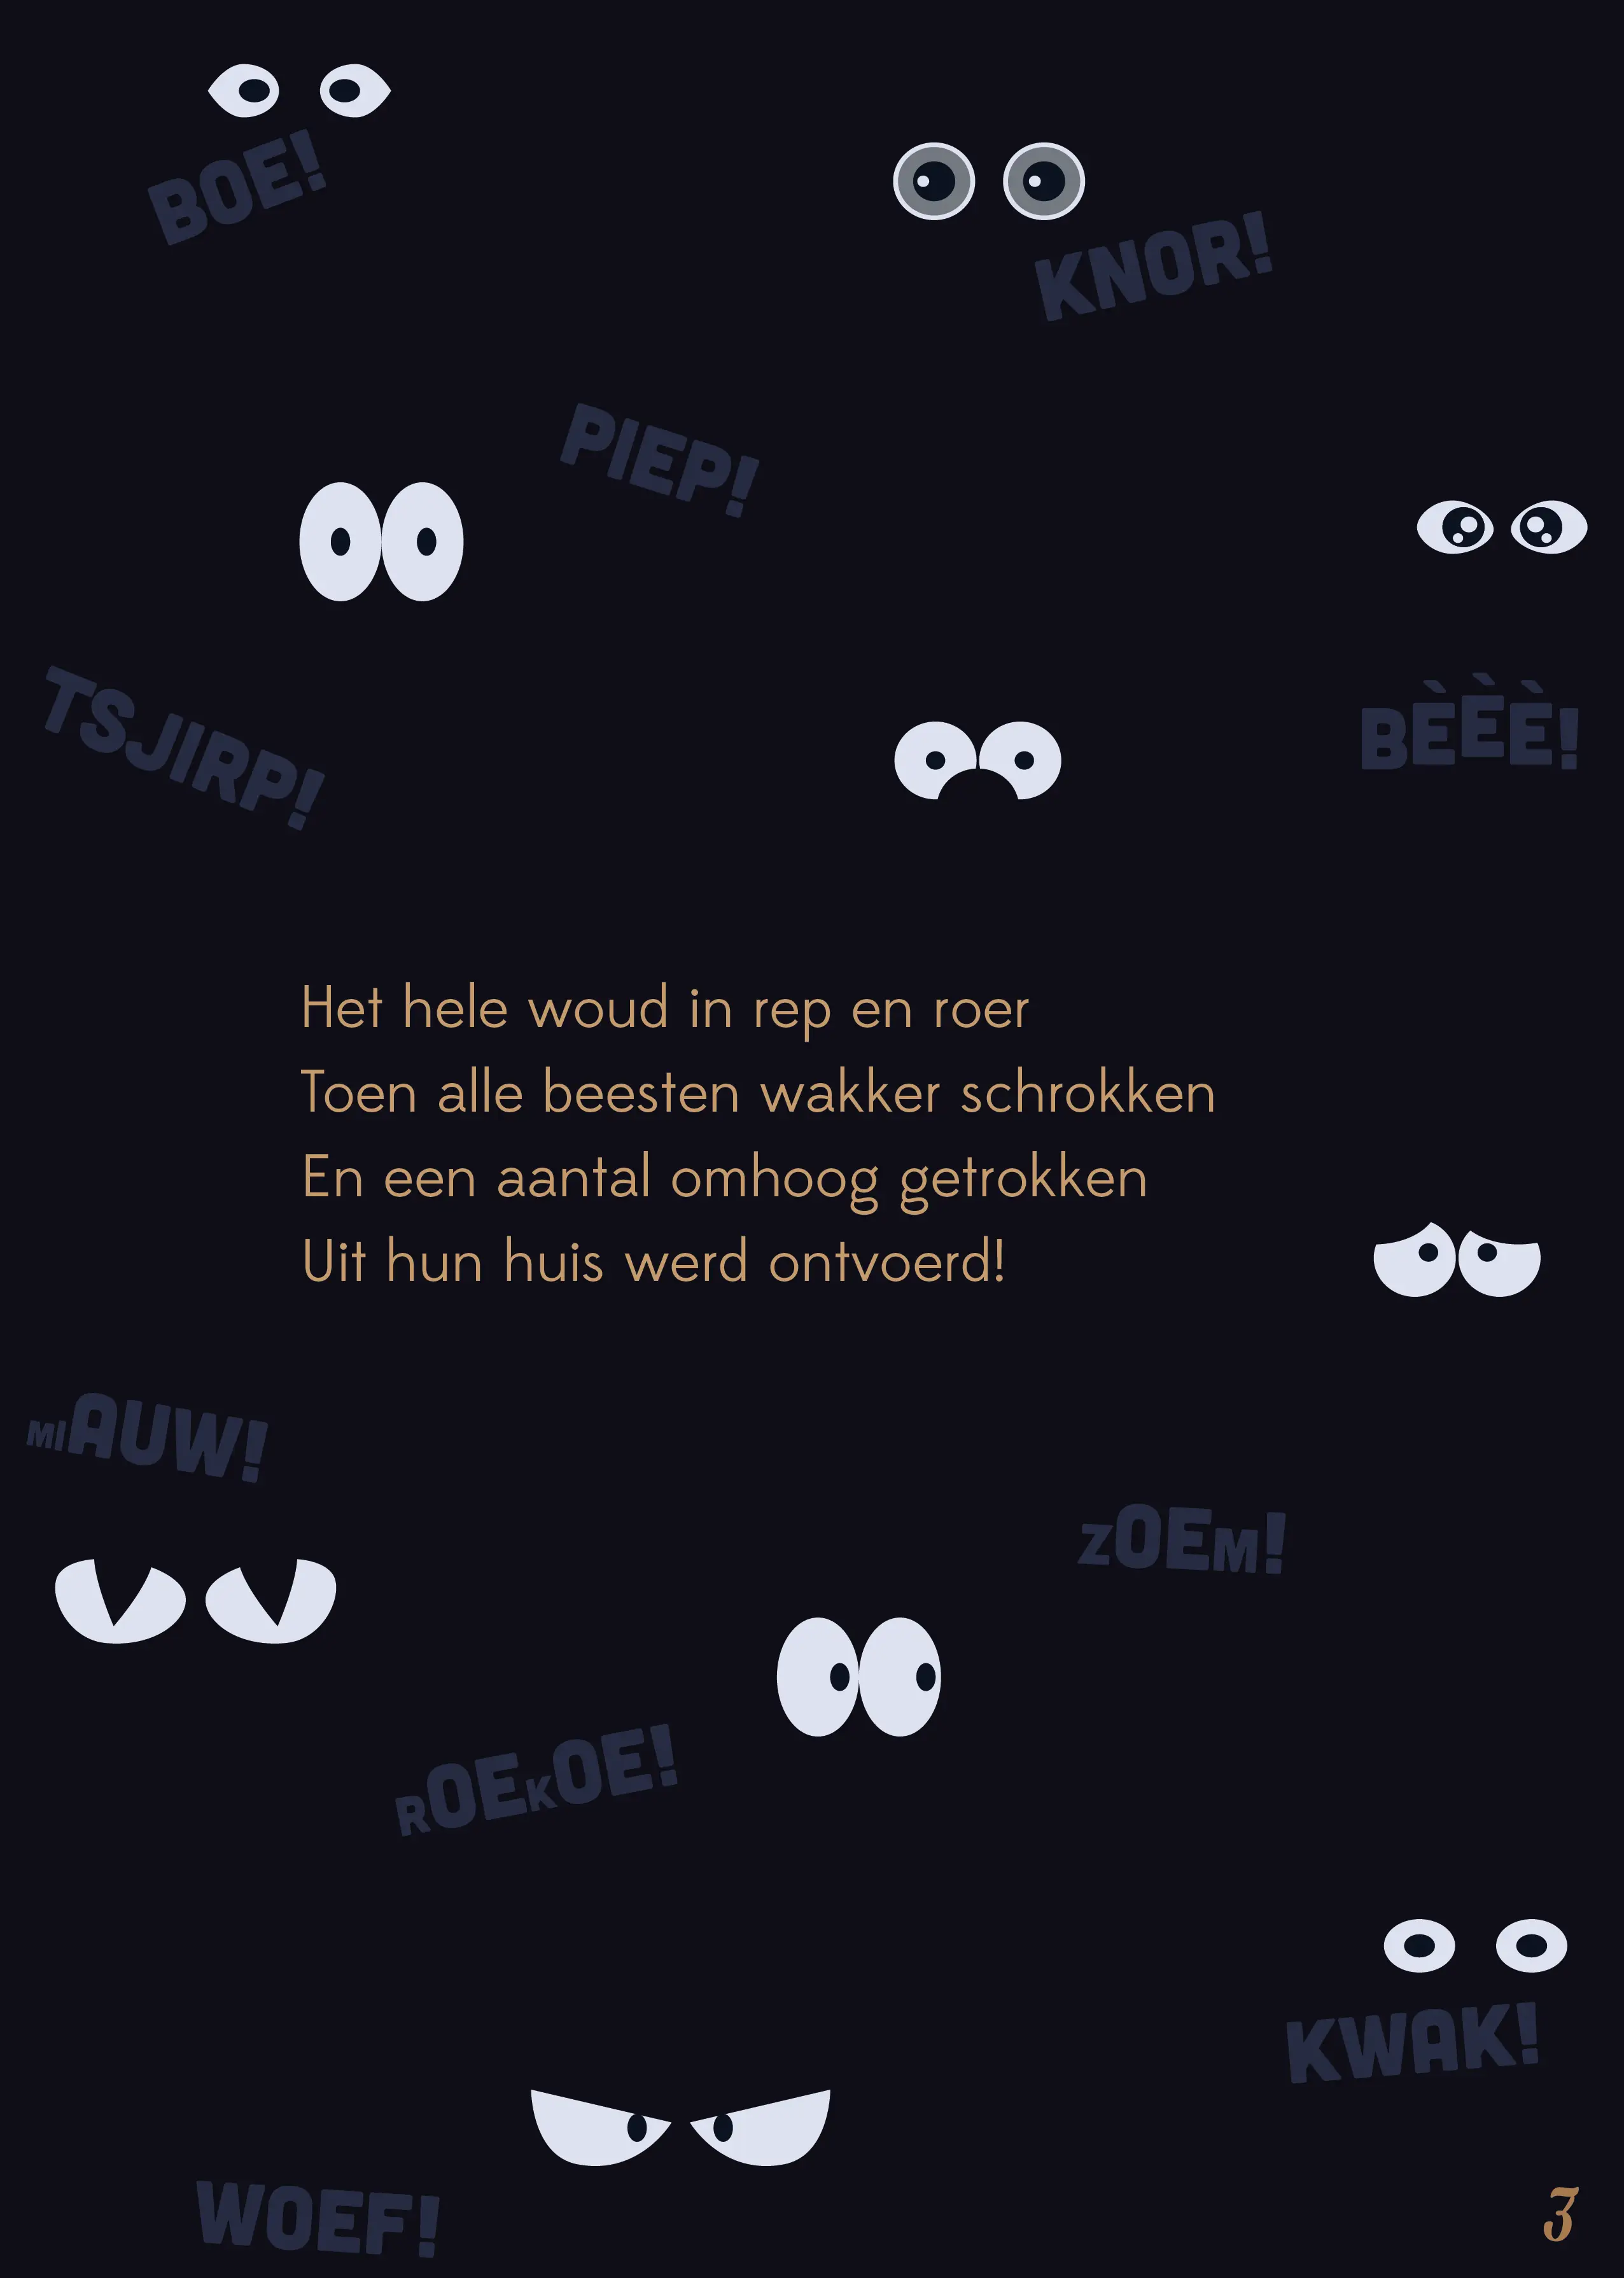 BOE!
KNOR!
PIEP!
TSJIRP!
BÈÈÈ!
Het hele woud in rep en roer
Toen alle beesten wakker schrokken
En een aantal omhoog getrokken
Uit hun huis werd ontvoerd!
MIAUW!
ZOEM!
ROEKOE!
KWAK!
WOEF!
3